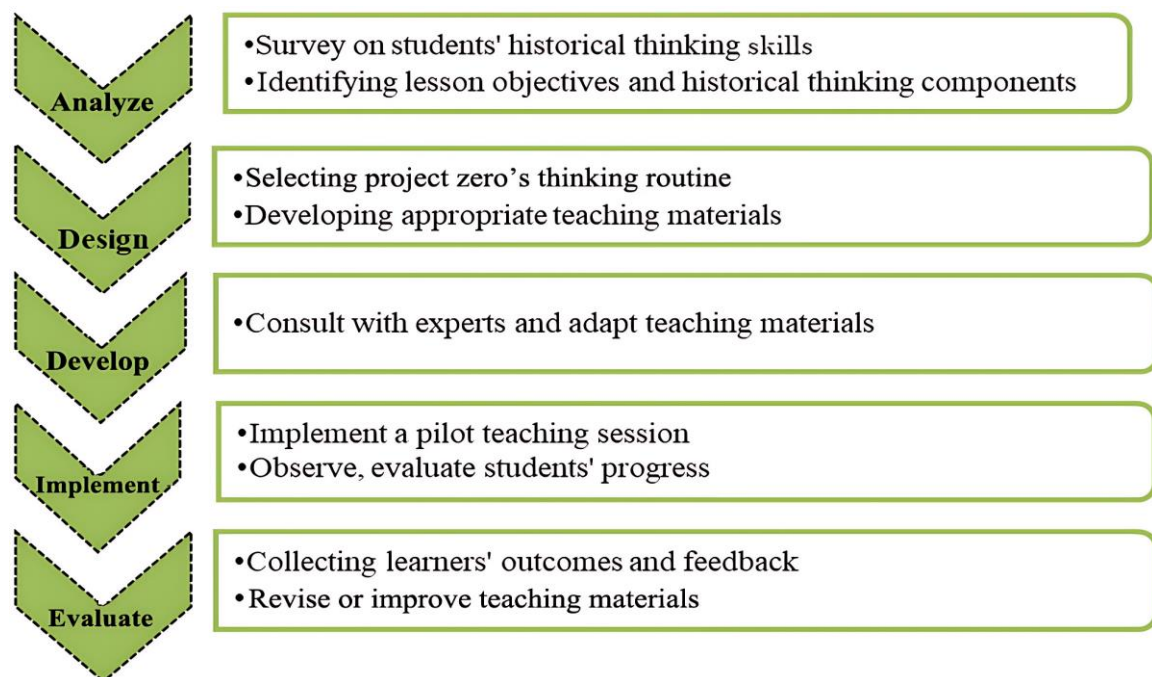 Analyze
•Survey on students' historical thinking skills
•Identifying lesson objectives and historical thinking components
Design
•Selecting project zero’s thinking routine
•Developing appropriate teaching materials
Develop
•Consult with experts and adapt teaching materials
Implement
•Implement a pilot teaching session
•Observe, evaluate students' progress
Evaluate
•Collecting learners' outcomes and feedback
•Revise or improve teaching materials